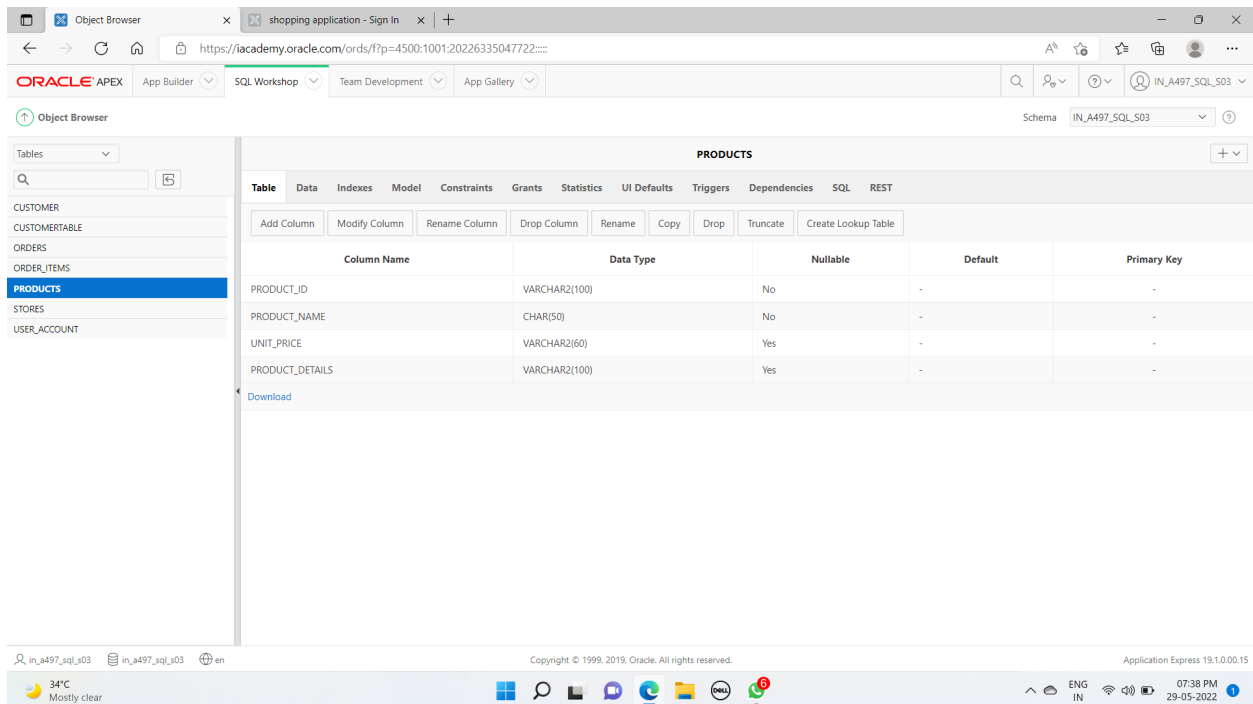 Object Browser
shopping application - Sign In
https://iacademy.oracle.com/ords/f?p=4500:1001:20226335047722:::::
ORACLE APEX App Builder SQL Workshop Team Development App Gallery IN_A497_SQL_S03
Object Browser Schema IN_A497_SQL_S03
Tables
PRODUCTS
Table Data Indexes Model Constraints Grants Statistics UI Defaults Triggers Dependencies SQL REST
CUSTOMER
CUSTOMERTABLE
ORDERS
ORDER_ITEMS
PRODUCTS
STORES
USER_ACCOUNT
Add Column Modify Column Rename Column Drop Column Rename Copy Drop Truncate Create Lookup Table
Column Name Data Type Nullable Default Primary Key
PRODUCT_ID VARCHAR2(100) No - -
PRODUCT_NAME CHAR(50) No - -
UNIT_PRICE VARCHAR2(60) Yes - -
PRODUCT_DETAILS VARCHAR2(100) Yes - -
Download
in_a497_sql_s03 in_a497_sql_s03 en Copyright © 1999, 2019, Oracle. All rights reserved. Application Express 19.1.0.00.15
34°C
Mostly clear
DELL
6
ENG
IN
07:38 PM
29-05-2022
1